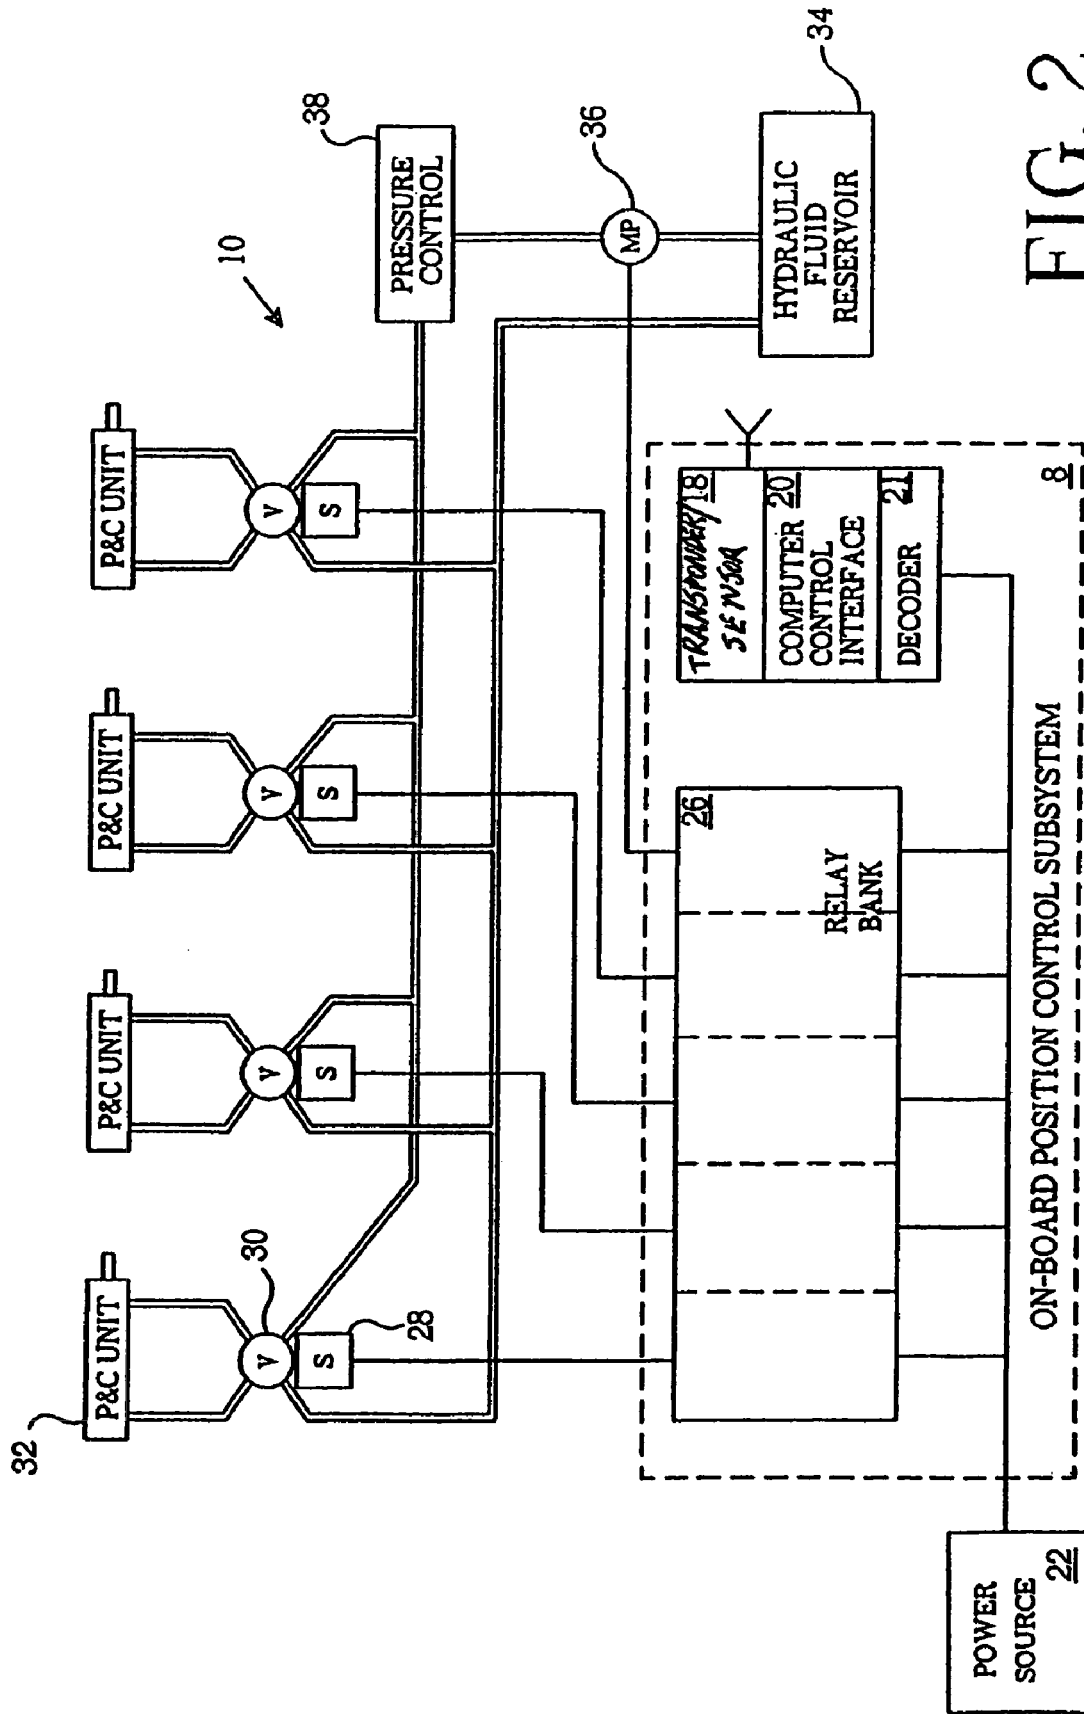 32
P&C UNIT
P&C UNIT
P&C UNIT
P&C UNIT
10
V
30
V
V
V
S
28
S
S
S
38
PRESSURE
CONTROL
MP
36
HYDRAULIC
FLUID
RESERVOIR
34
26
RELAY
BANK
TRANSPONDER/
SENSOR
18
COMPUTER
CONTROL
INTERFACE
20
DECODER
21
ON-BOARD POSITION CONTROL SUBSYSTEM
8
POWER
SOURCE
22
FIG. 2